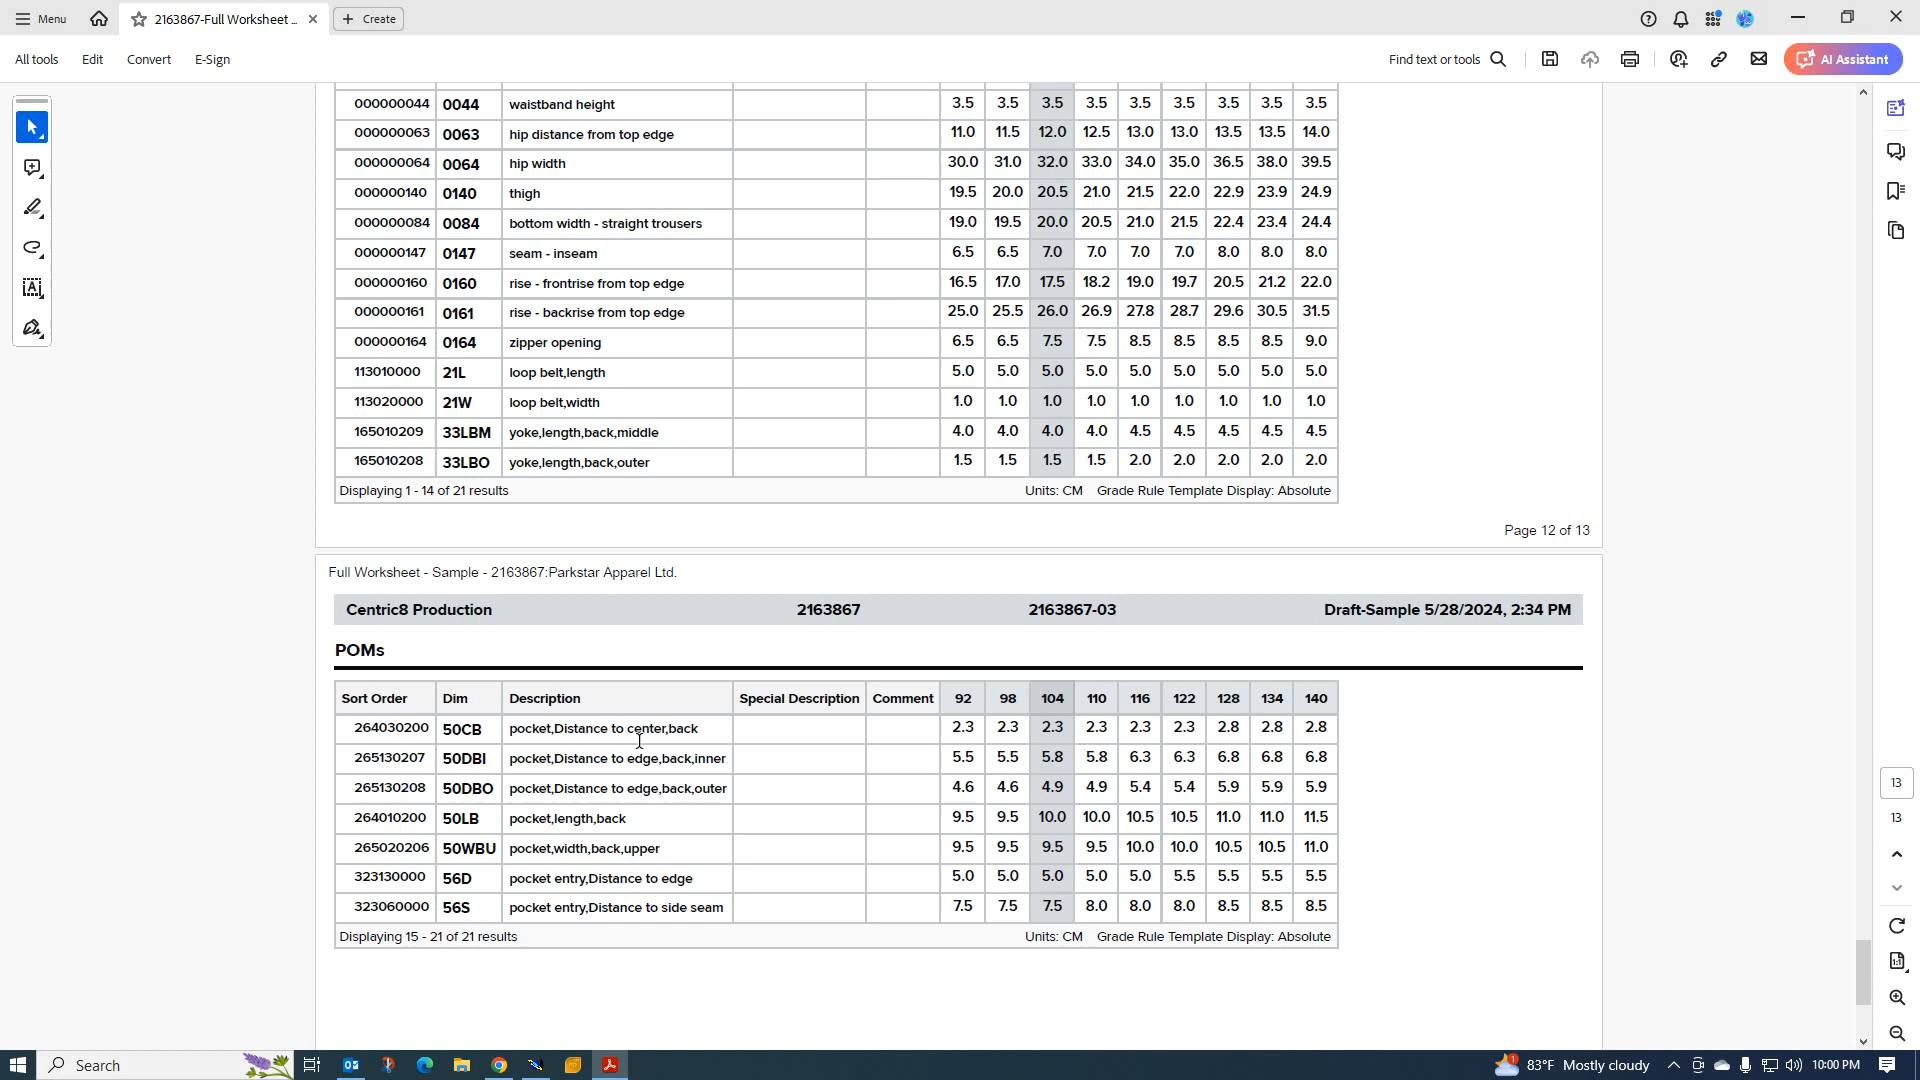 Menu
2163867-Full Worksheet ...
Create
All tools Edit Convert E-Sign
Find text or tools
AI Assistant
000000044 0044 waistband height 3.5 3.5 3.5 3.5 3.5 3.5 3.5 3.5 3.5
000000063 0063 hip distance from top edge 11.0 11.5 12.0 12.5 13.0 13.0 13.5 13.5 14.0
000000064 0064 hip width 30.0 31.0 32.0 33.0 34.0 35.0 36.5 38.0 39.5
000000140 0140 thigh 19.5 20.0 20.5 21.0 21.5 22.0 22.9 23.9 24.9
000000084 0084 bottom width - straight trousers 19.0 19.5 20.0 20.5 21.0 21.5 22.4 23.4 24.4
000000147 0147 seam - inseam 6.5 6.5 7.0 7.0 7.0 7.0 8.0 8.0 8.0
000000160 0160 rise - frontrise from top edge 16.5 17.0 17.5 18.2 19.0 19.7 20.5 21.2 22.0
000000161 0161 rise - backrise from top edge 25.0 25.5 26.0 26.9 27.8 28.7 29.6 30.5 31.5
000000164 0164 zipper opening 6.5 6.5 7.5 7.5 8.5 8.5 8.5 8.5 9.0
113010000 21L loop belt,length 5.0 5.0 5.0 5.0 5.0 5.0 5.0 5.0 5.0
113020000 21W loop belt,width 1.0 1.0 1.0 1.0 1.0 1.0 1.0 1.0 1.0
165010209 33LBM yoke,length,back,middle 4.0 4.0 4.0 4.0 4.5 4.5 4.5 4.5 4.5
165010208 33LBO yoke,length,back,outer 1.5 1.5 1.5 1.5 2.0 2.0 2.0 2.0 2.0
Displaying 1 - 14 of 21 results Units: CM Grade Rule Template Display: Absolute
Page 12 of 13
Full Worksheet - Sample - 2163867:Parkstar Apparel Ltd.
Centric8 Production 2163867 2163867-03 Draft-Sample 5/28/2024, 2:34 PM
POMs
Sort Order Dim Description Special Description Comment 92 98 104 110 116 122 128 134 140
264030200 50CB pocket,Distance to center,back 2.3 2.3 2.3 2.3 2.3 2.3 2.8 2.8 2.8
265130207 50DBI pocket,Distance to edge,back,inner 5.5 5.5 5.8 5.8 6.3 6.3 6.8 6.8 6.8
265130208 50DBO pocket,Distance to edge,back,outer 4.6 4.6 4.9 4.9 5.4 5.4 5.9 5.9 5.9
264010200 50LB pocket,length,back 9.5 9.5 10.0 10.0 10.5 10.5 11.0 11.0 11.5
265020206 50WBU pocket,width,back,upper 9.5 9.5 9.5 9.5 10.0 10.0 10.5 10.5 11.0
323130000 56D pocket entry,Distance to edge 5.0 5.0 5.0 5.0 5.0 5.5 5.5 5.5 5.5
323060000 56S pocket entry,Distance to side seam 7.5 7.5 7.5 8.0 8.0 8.0 8.5 8.5 8.5
Displaying 15 - 21 of 21 results Units: CM Grade Rule Template Display: Absolute
13
13
Search
83°F Mostly cloudy
10:00 PM